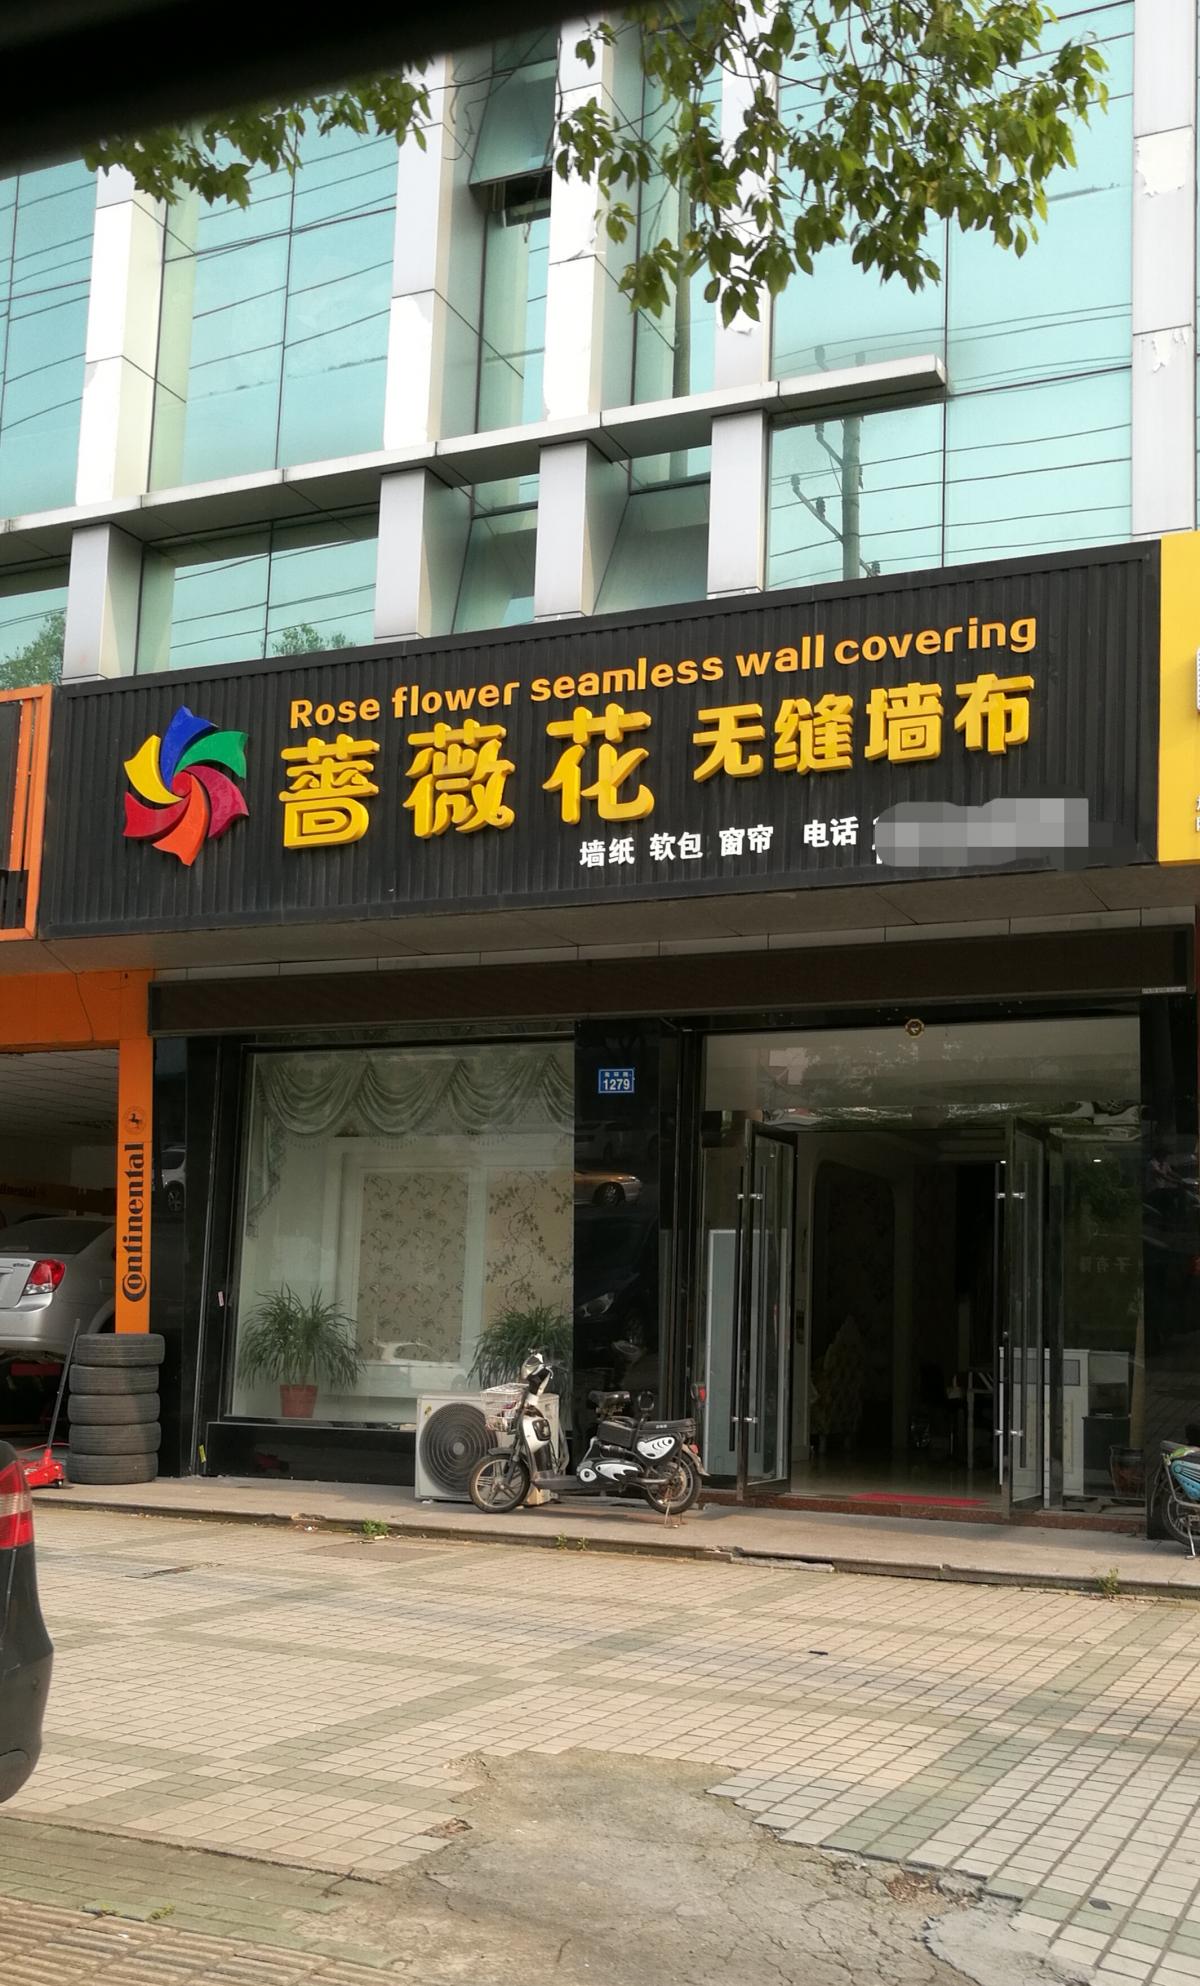 Rose flower seamless wall covering
蔷薇花 无缝墙布
墙纸 软包 窗帘 电话
1279
Continental